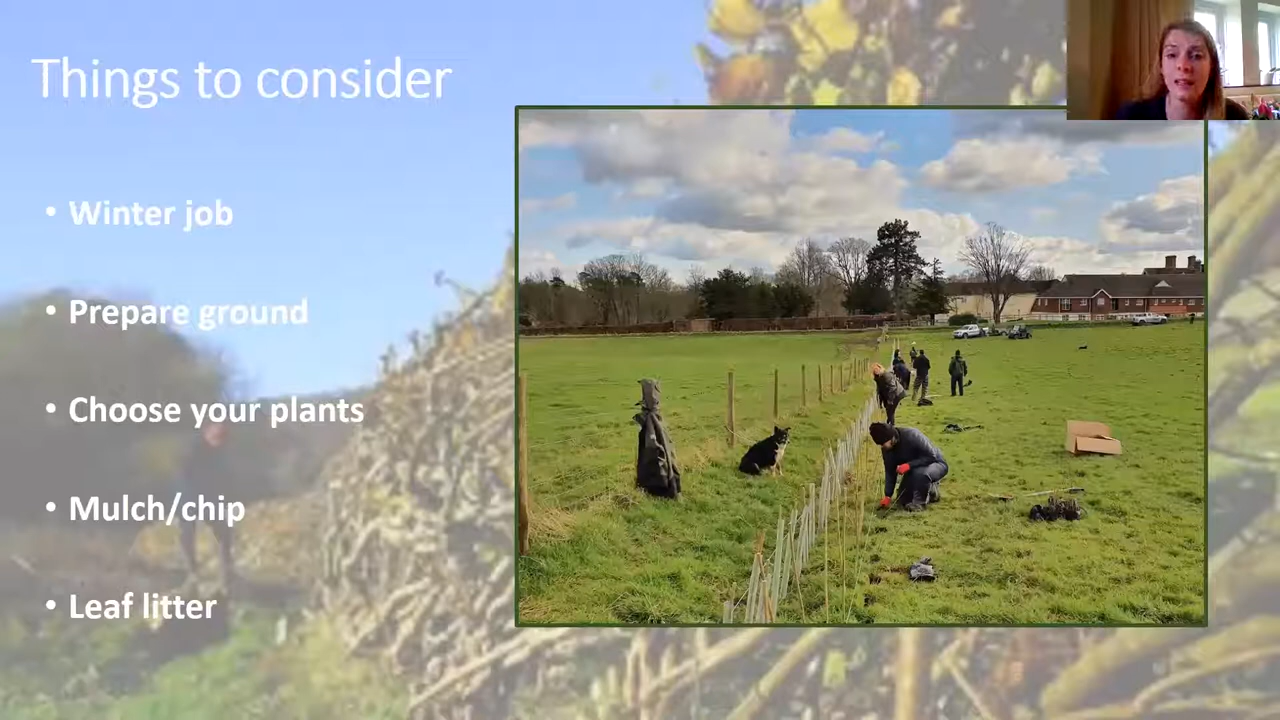 Things to consider
• Winter job
• Prepare ground
• Choose your plants
• Mulch/chip
• Leaf litter